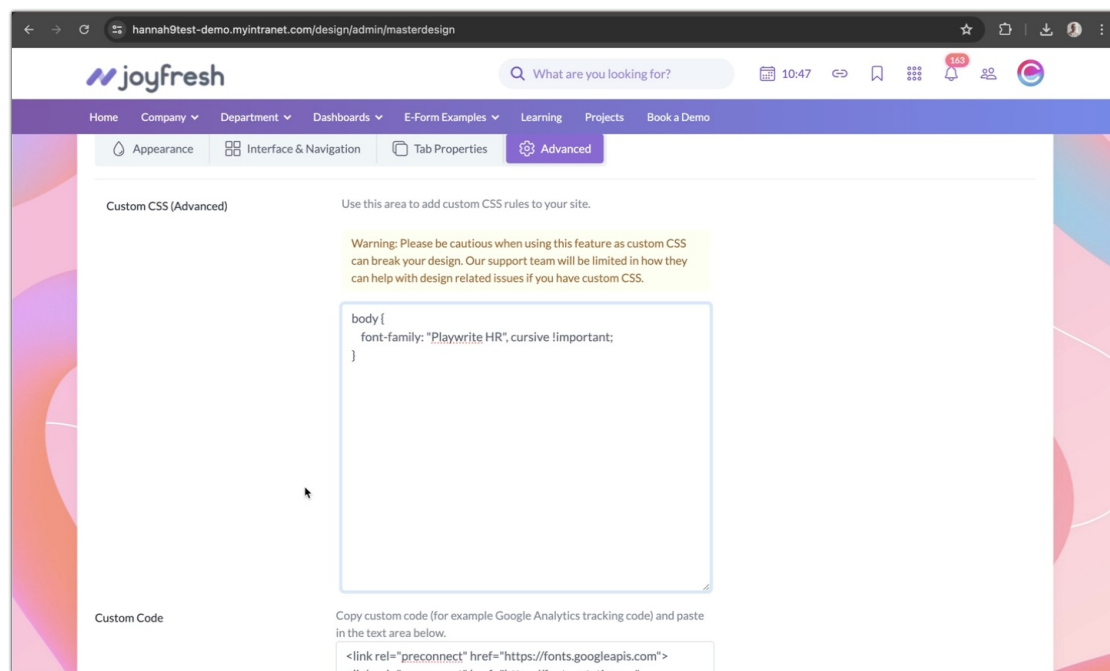 hannah9test-demo.myintranet.com/design/admin/masterdesign
joyfresh
What are you looking for?
10:47
163
Home
Company
Department
Dashboards
E-Form Examples
Learning
Projects
Book a Demo
Appearance
Interface & Navigation
Tab Properties
Advanced
Custom CSS (Advanced)
Use this area to add custom CSS rules to your site.
Warning: Please be cautious when using this feature as custom CSS
can break your design. Our support team will be limited in how they
can help with design related issues if you have custom CSS.
body {
font-family: "Playwrite HR", cursive !important;
}
Custom Code
Copy custom code (for example Google Analytics tracking code) and paste
in the text area below.
<link rel="preconnect" href="https://fonts.googleapis.com">